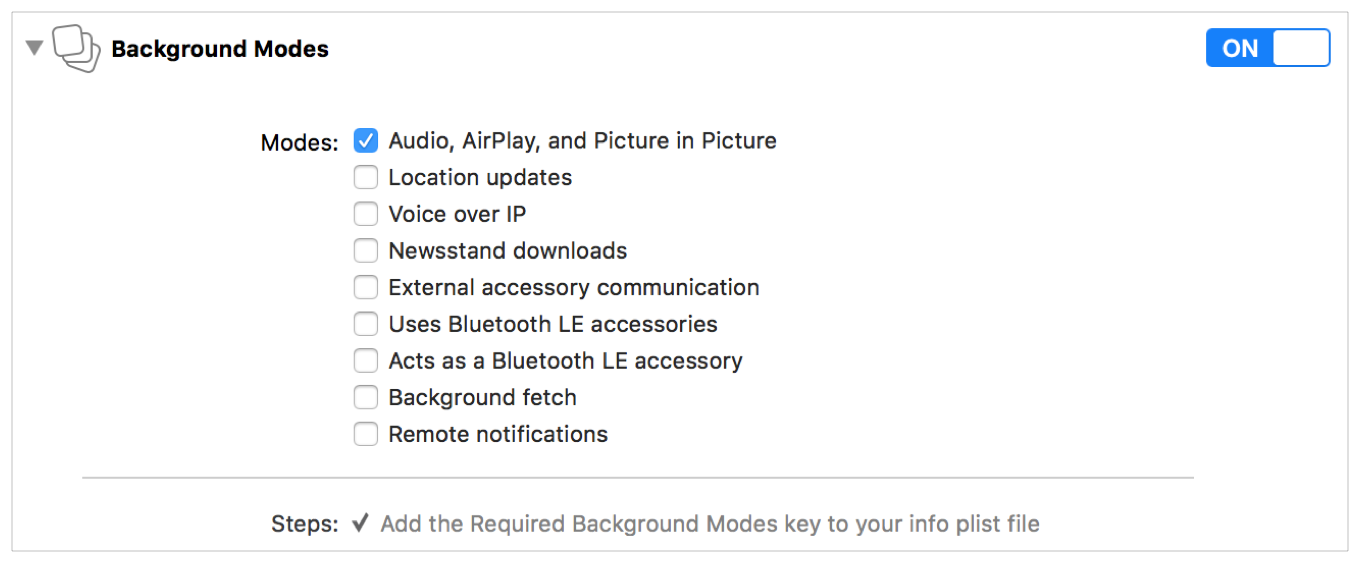 Background Modes
ON
Modes: Audio, AirPlay, and Picture in Picture
Location updates
Voice over IP
Newsstand downloads
External accessory communication
Uses Bluetooth LE accessories
Acts as a Bluetooth LE accessory
Background fetch
Remote notifications
Steps: ✓ Add the Required Background Modes key to your info plist file